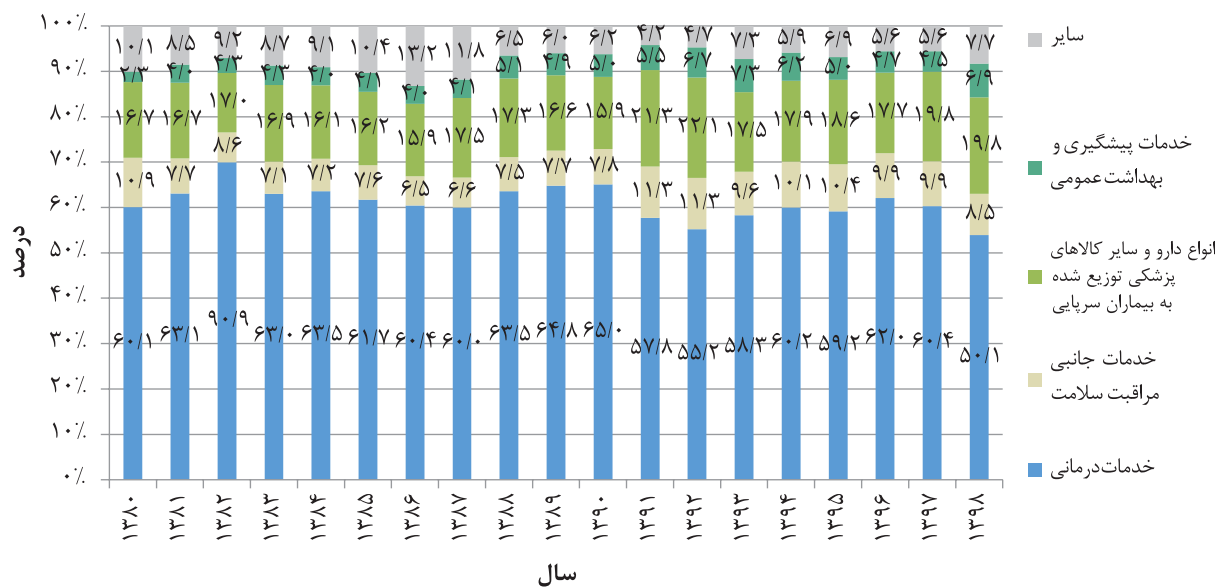 ۱۰۰٪
۹۰٪
۸۰٪
۷۰٪
۶۰٪
۵۰٪
۴۰٪
۳۰٪
۲۰٪
۱۰٪
۰٪
درصد
۱۰/۱ ۸/۵ ۹/۲ ۸/۷ ۹/۱ ۱۰/۴ ۱۳/۲ ۱۱/۸ ۶/۵ ۶/۰ ۶/۲ ۴/۲ ۴/۷ ۷/۳ ۵/۹ ۶/۹ ۵/۶ ۵/۶ ۷/۷
۲/۳ ۴/۰ ۴/۳ ۴/۳ ۴/۰ ۴/۱ ۴/۰ ۴/۱ ۵/۱ ۴/۹ ۵/۰ ۵/۵ ۶/۷ ۷/۳ ۶/۲ ۵/۰ ۴/۷ ۴/۵ ۶/۹
۱۶/۷ ۱۶/۷ ۱۷/۰ ۱۶/۹ ۱۶/۱ ۱۶/۲ ۱۵/۹ ۱۷/۵ ۱۷/۳ ۱۶/۶ ۱۵/۹ ۲۱/۳ ۲۲/۱ ۱۷/۵ ۱۷/۹ ۱۸/۶ ۱۷/۷ ۱۹/۸ ۱۹/۸
۱۰/۹ ۷/۷ ۸/۶ ۷/۱ ۷/۲ ۷/۶ ۶/۵ ۶/۶ ۷/۵ ۷/۷ ۷/۸ ۱۱/۳ ۱۱/۳ ۹/۶ ۱۰/۱ ۱۰/۴ ۹/۹ ۹/۹ ۸/۵
۶۰/۱ ۶۳/۱ ۹۰/۹ ۶۳/۰ ۶۳/۵ ۶۱/۷ ۶۰/۴ ۶۰/۰ ۶۳/۵ ۶۴/۸ ۶۵/۰ ۵۷/۸ ۵۵/۲ ۵۸/۳ ۶۰/۲ ۵۹/۲ ۶۲/۰ ۶۰/۴ ۵۰/۱
۱۳۸۰ ۱۳۸۱ ۱۳۸۲ ۱۳۸۳ ۱۳۸۴ ۱۳۸۵ ۱۳۸۶ ۱۳۸۷ ۱۳۸۸ ۱۳۸۹ ۱۳۹۰ ۱۳۹۱ ۱۳۹۲ ۱۳۹۳ ۱۳۹۴ ۱۳۹۵ ۱۳۹۶ ۱۳۹۷ ۱۳۹۸
سال
سایر
خدمات پیشگیری و
بهداشت عمومی
انواع دارو و سایر کالاهای
پزشکی توزیع شده
به بیماران سرپایی
خدمات جانبی
مراقبت سلامت
خدمات درمانی